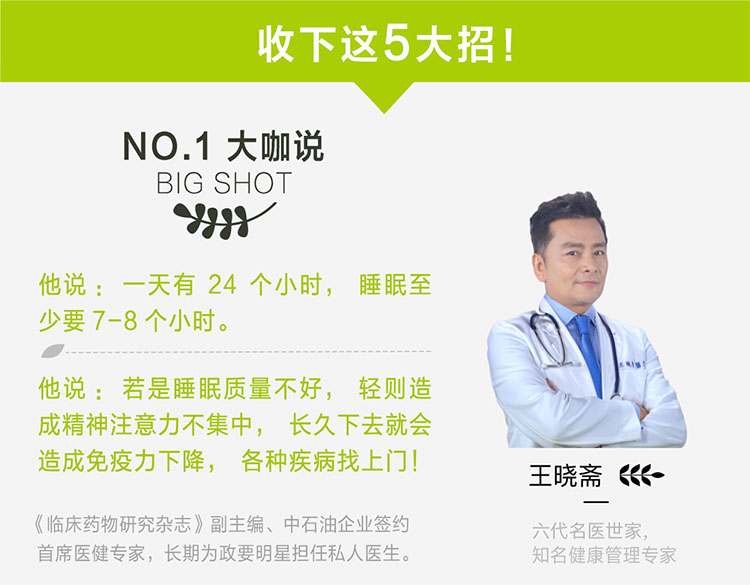 收下这5大招！
NO.1 大咖说
BIG SHOT
他说：一天有 24 个小时， 睡眠至
少要7-8个小时。
他说：若是睡眠质量不好， 轻则造
成精神注意力不集中， 长久下去就会
造成免疫力下降， 各种疾病找上门！
《临床药物研究杂志》副主编、中石油企业签约
首席医健专家，长期为政要明星担任私人医生。
王晓斋
六代名医世家，
知名健康管理专家